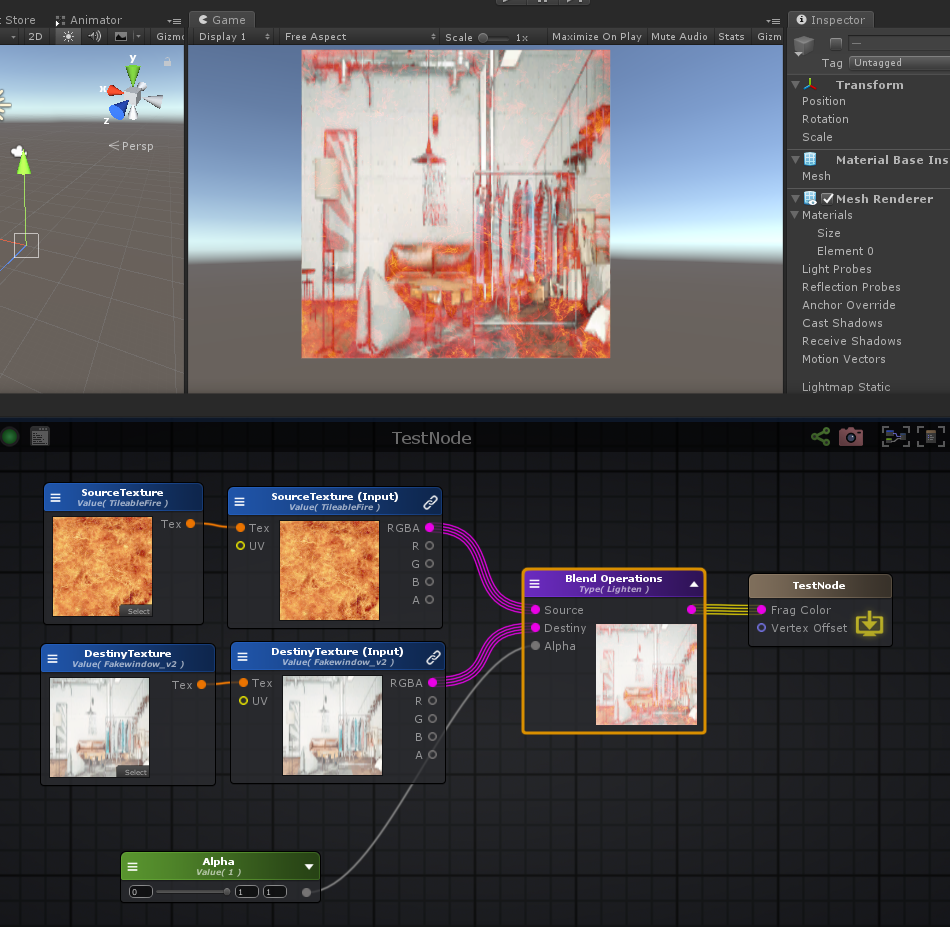 t Store
Animator
Game
Inspector
2D
Gizmo
Display 1
Free Aspect
Scale
1x
Maximize On Play
Mute Audio
Stats
Gizm
Tag
Untagged
y
x
z
Persp
Transform
Position
Rotation
Scale
Material Base Ins
Mesh
Mesh Renderer
Materials
Size
Element 0
Light Probes
Reflection Probes
Anchor Override
Cast Shadows
Receive Shadows
Motion Vectors
Lightmap Static
TestNode
SourceTexture
Value( TileableFire )
Tex
Select
SourceTexture (Input)
Value( TileableFire )
Tex
UV
RGBA
R
G
B
A
DestinyTexture
Value( Fakewindow_v2 )
Tex
Select
DestinyTexture (Input)
Value( Fakewindow_v2 )
Tex
UV
RGBA
R
G
B
A
Blend Operations
Type( Lighten )
Source
Destiny
Alpha
TestNode
Frag Color
Vertex Offset
Alpha
Value( 1 )
0
1
1